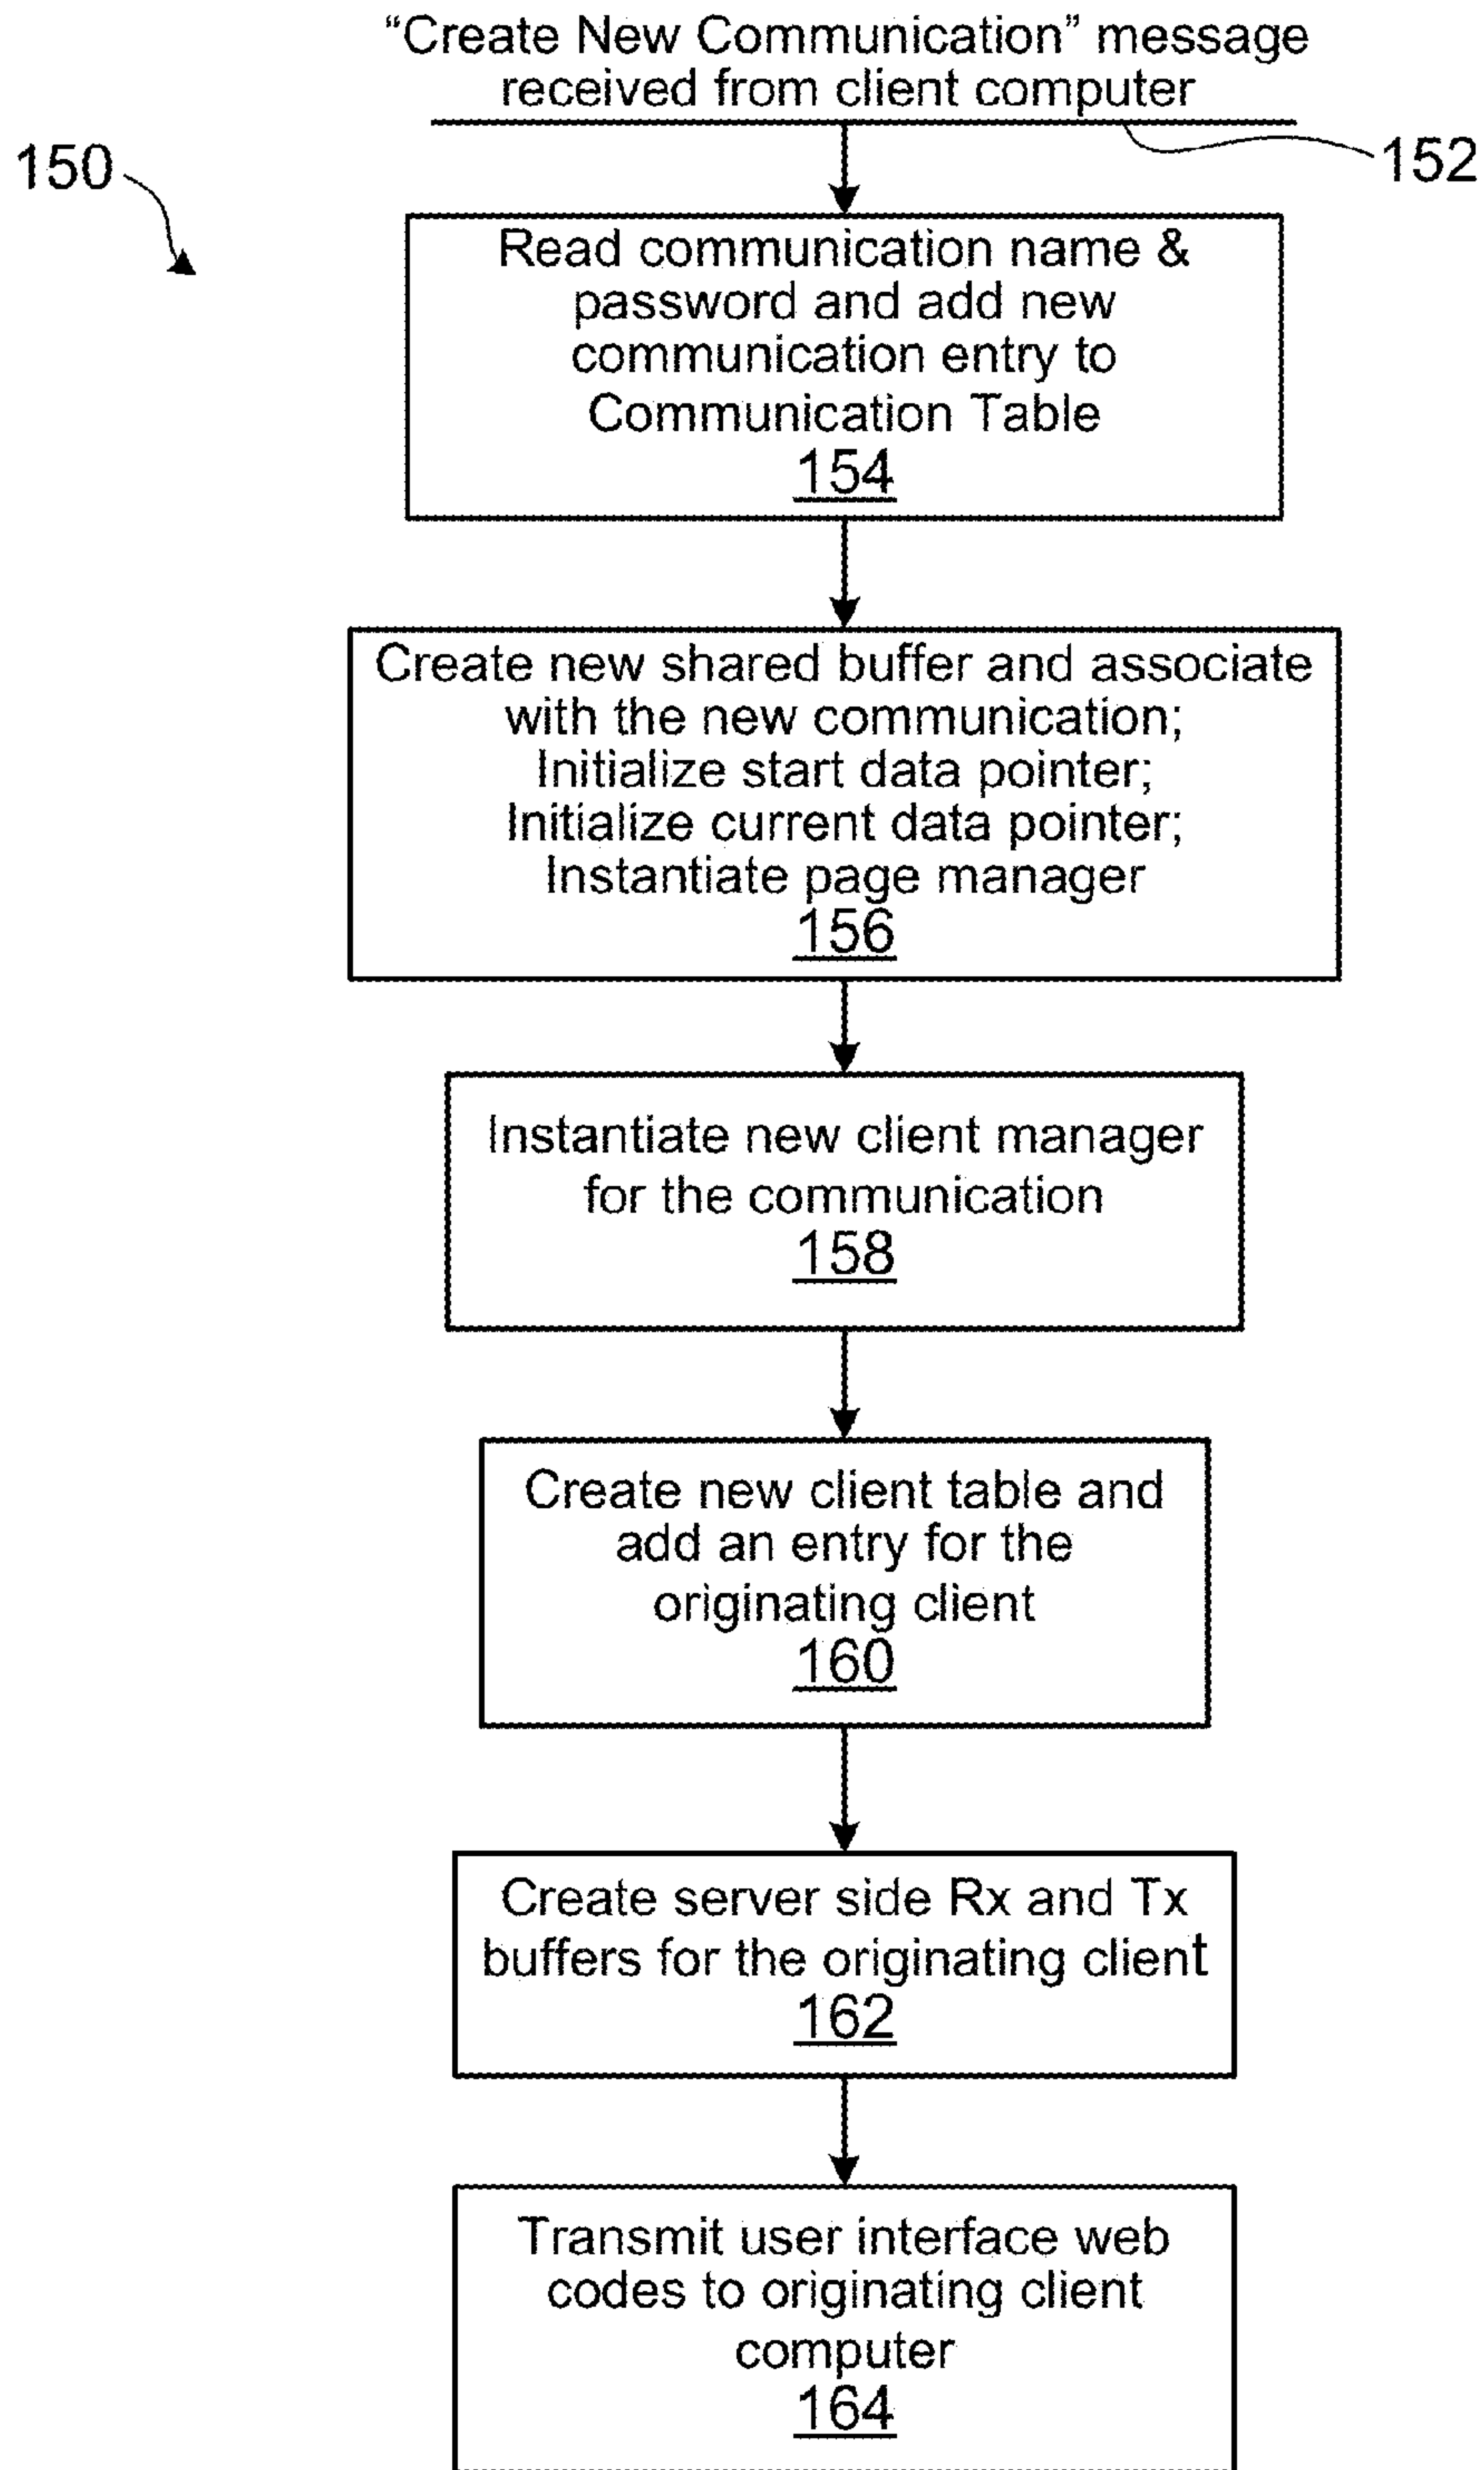 “Create New Communication” message
received from client computer
150
152
Read communication name &
password and add new
communication entry to
Communication Table
154
Create new shared buffer and associate
with the new communication;
Initialize start data pointer;
Initialize current data pointer;
Instantiate page manager
156
Instantiate new client manager
for the communication
158
Create new client table and
add an entry for the
originating client
160
Create server side Rx and Tx
buffers for the originating client
162
Transmit user interface web
codes to originating client
computer
164